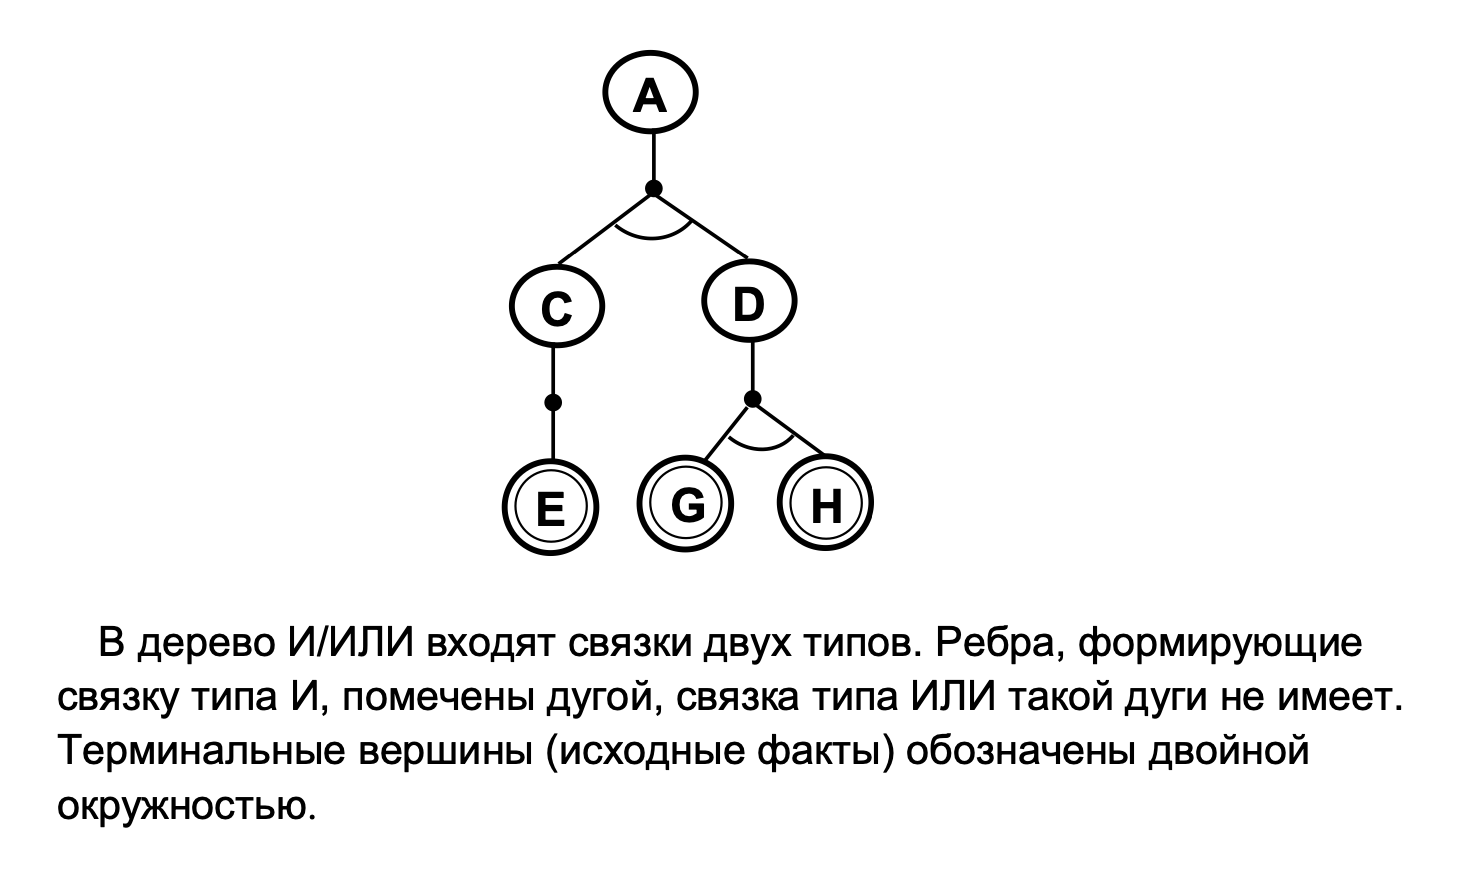 A
C
D
E
G
H
В дерево И/ИЛИ входят связки двух типов. Ребра, формирующие
связку типа И, помечены дугой, связка типа ИЛИ такой дуги не имеет.
Терминальные вершины (исходные факты) обозначены двойной
окружностью.